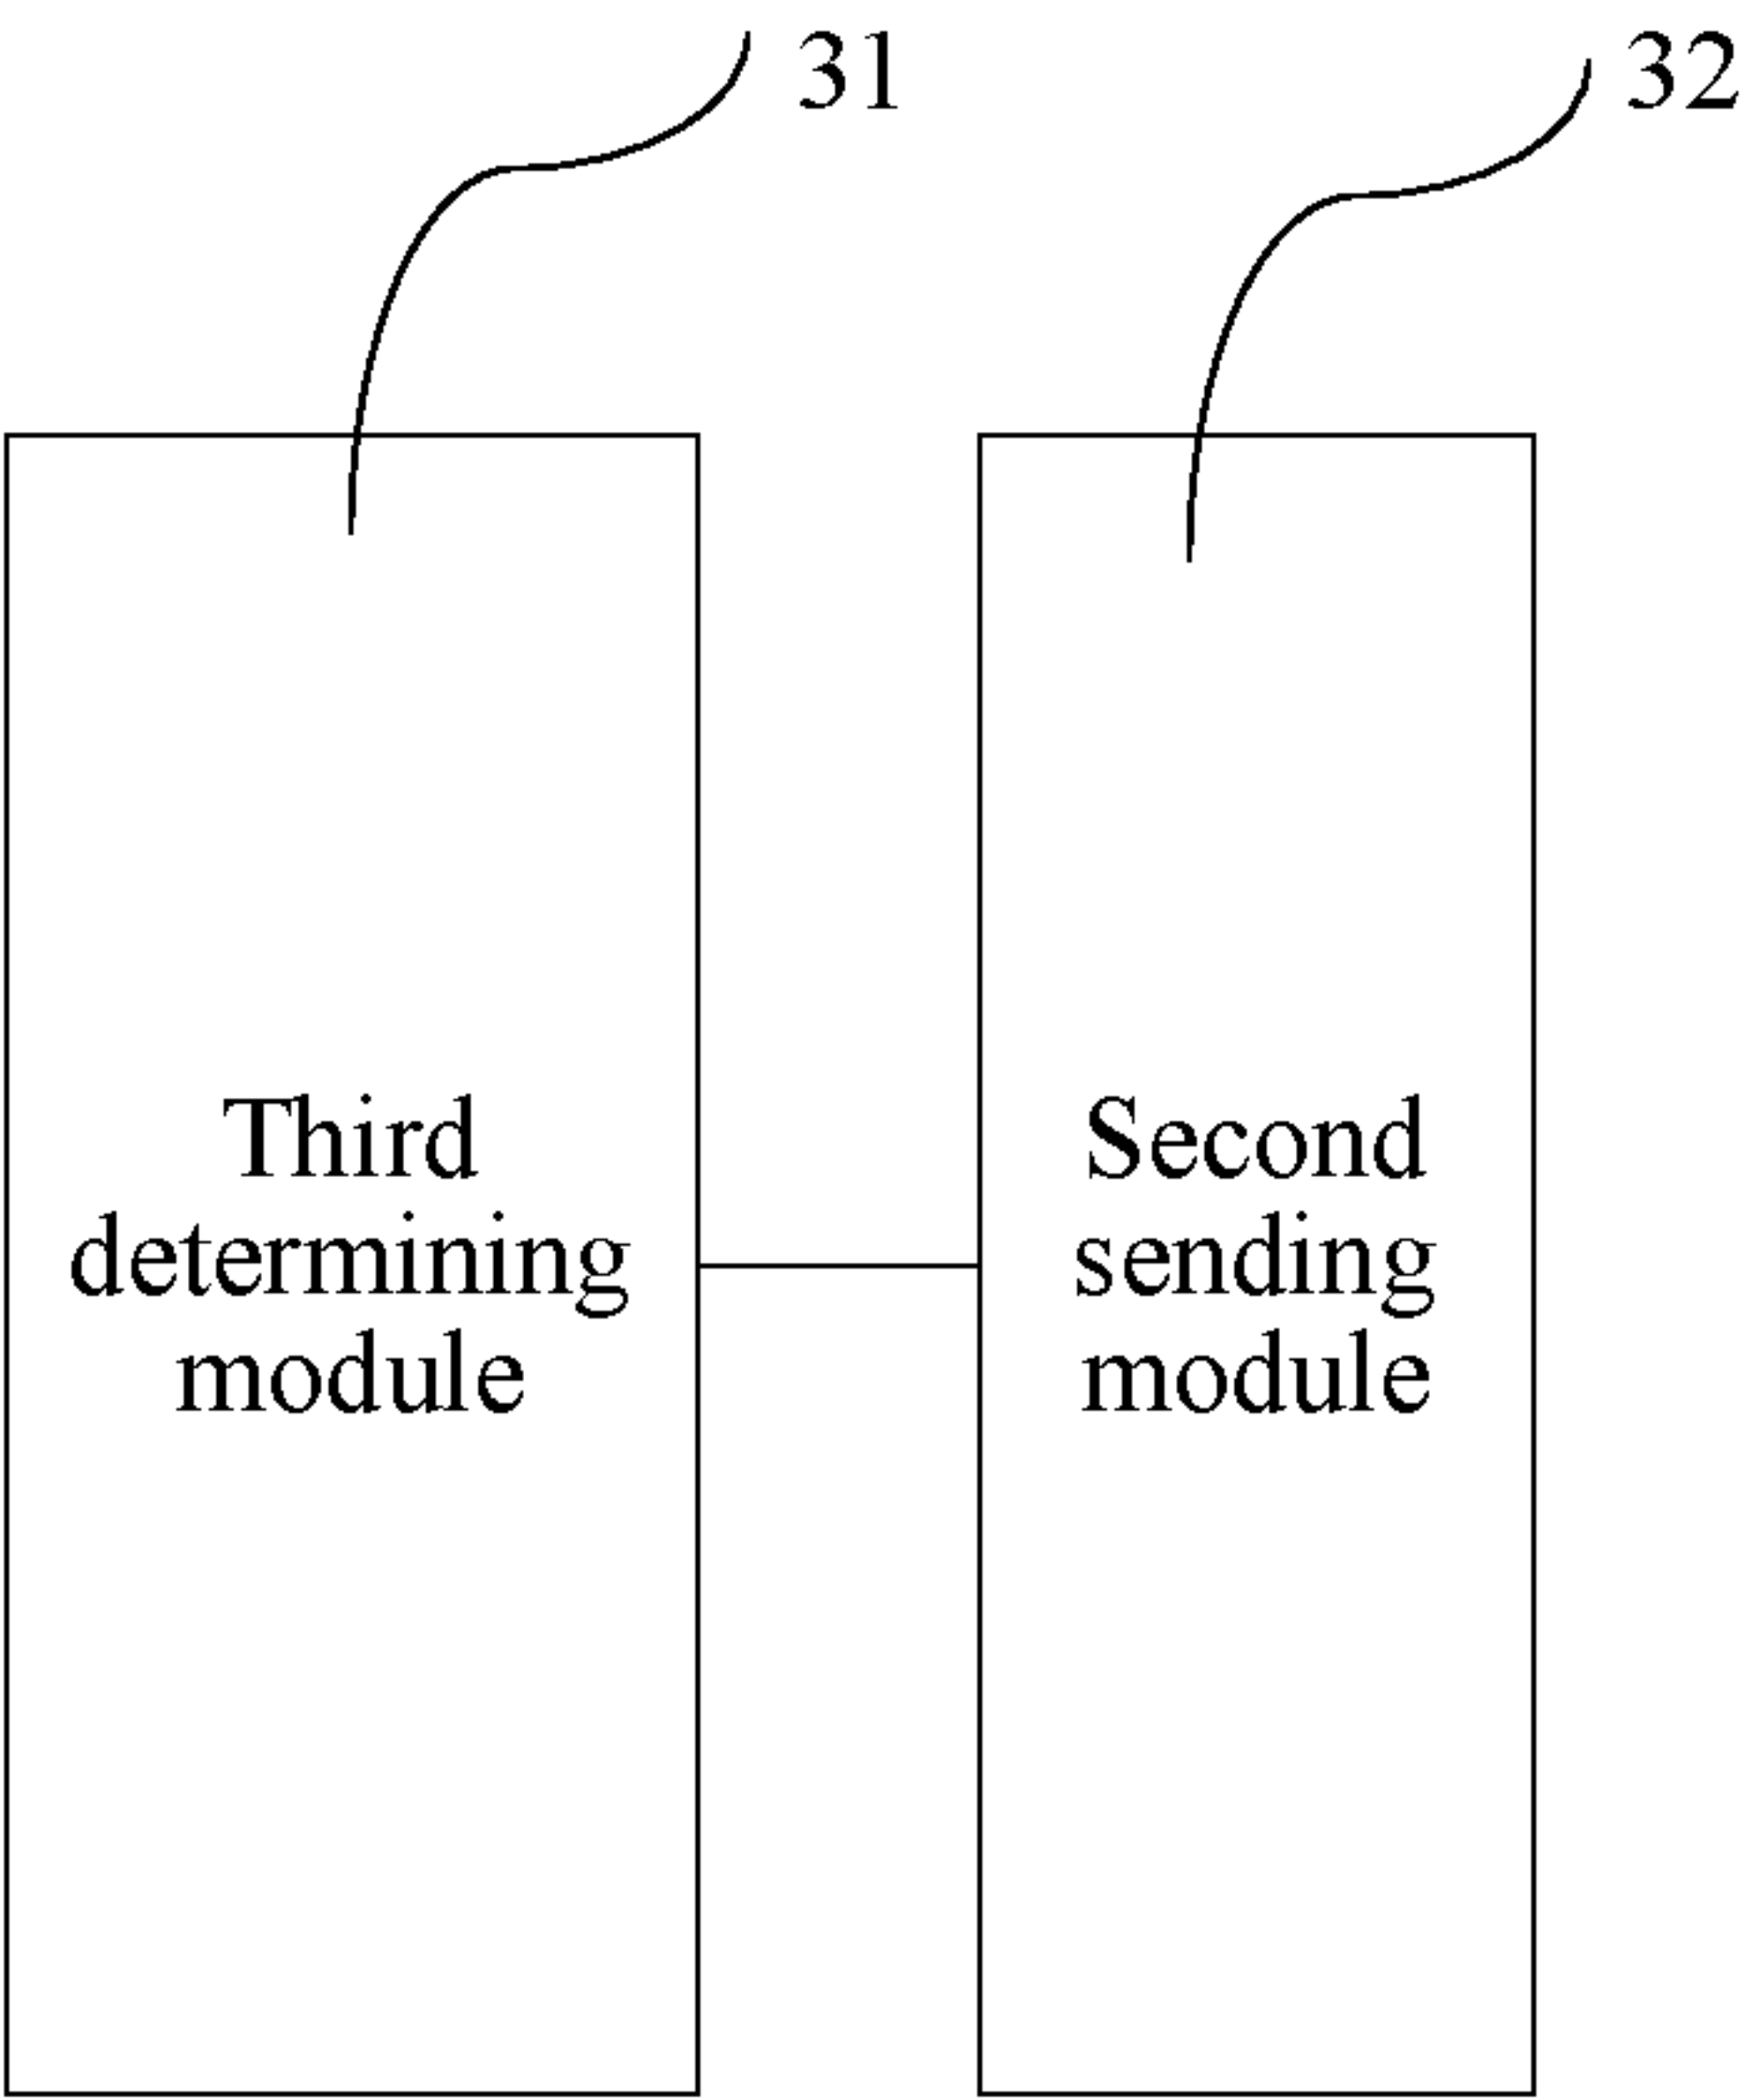 31
32
Third
determining
module
Second
sending
module